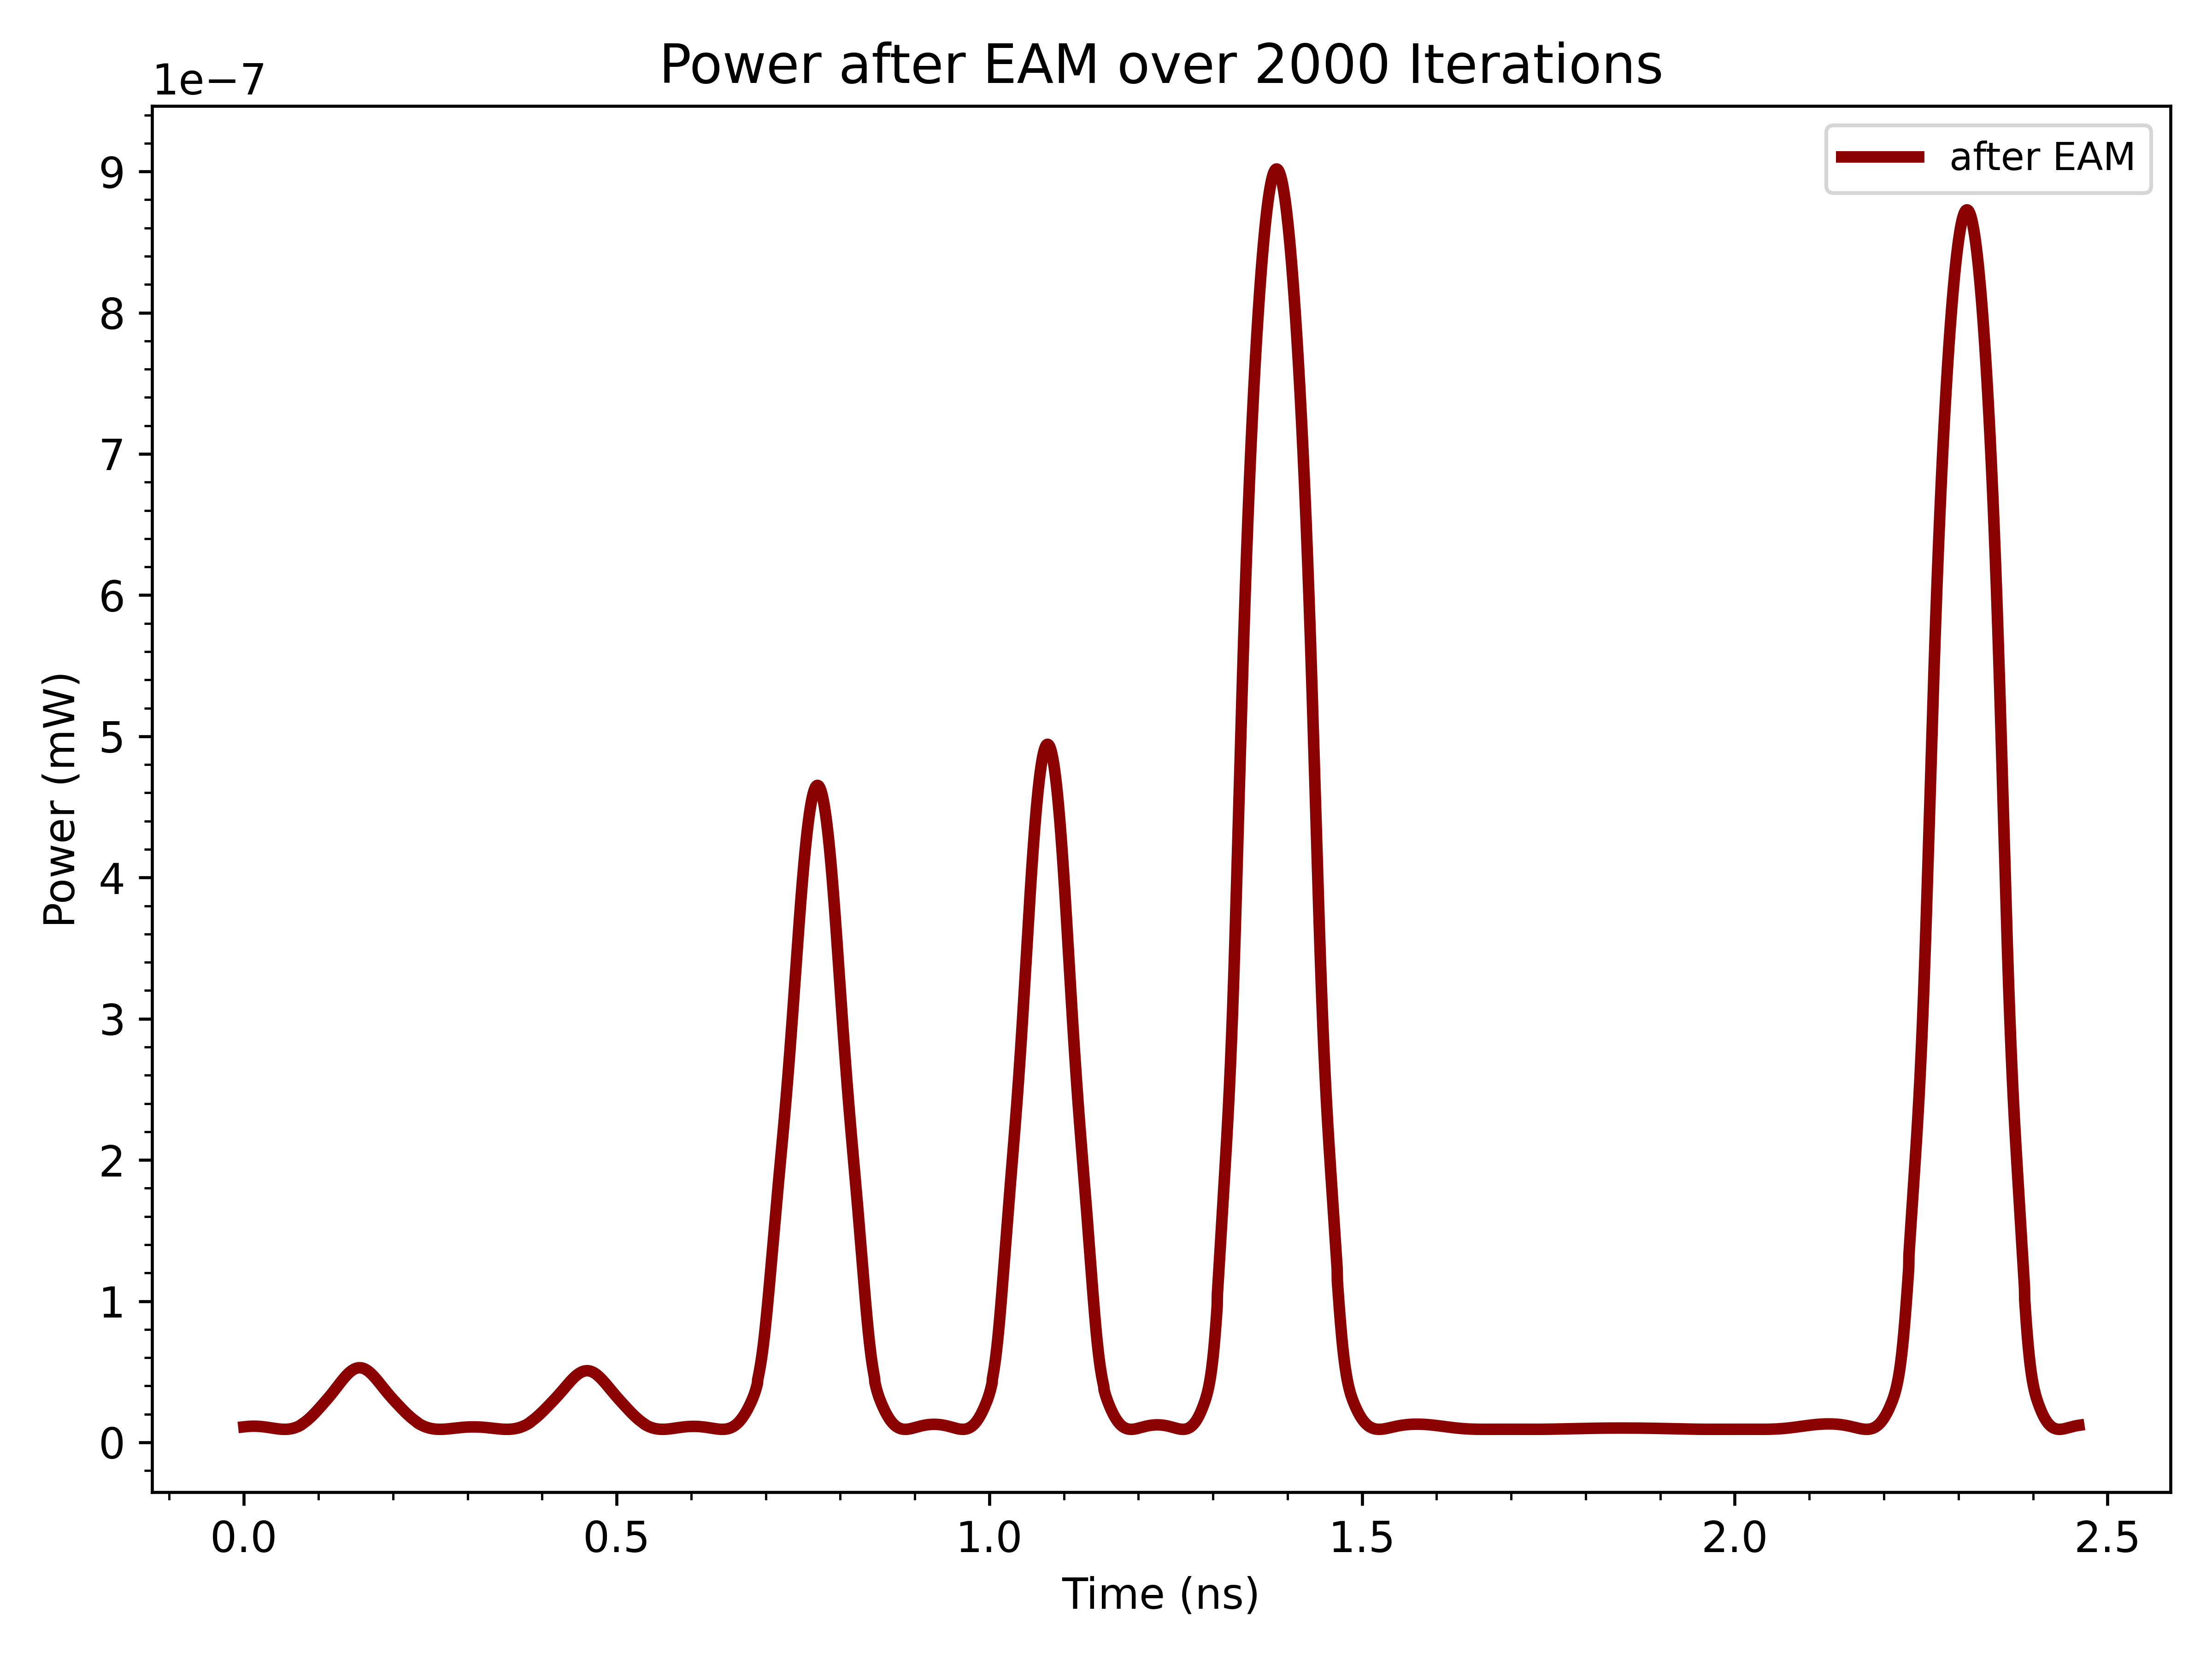 Power after EAM over 2000 Iterations
1e−7
after EAM
9
8
7
6
5
4
3
2
1
0
Power (mW)
0.0 0.5 1.0 1.5 2.0 2.5
Time (ns)